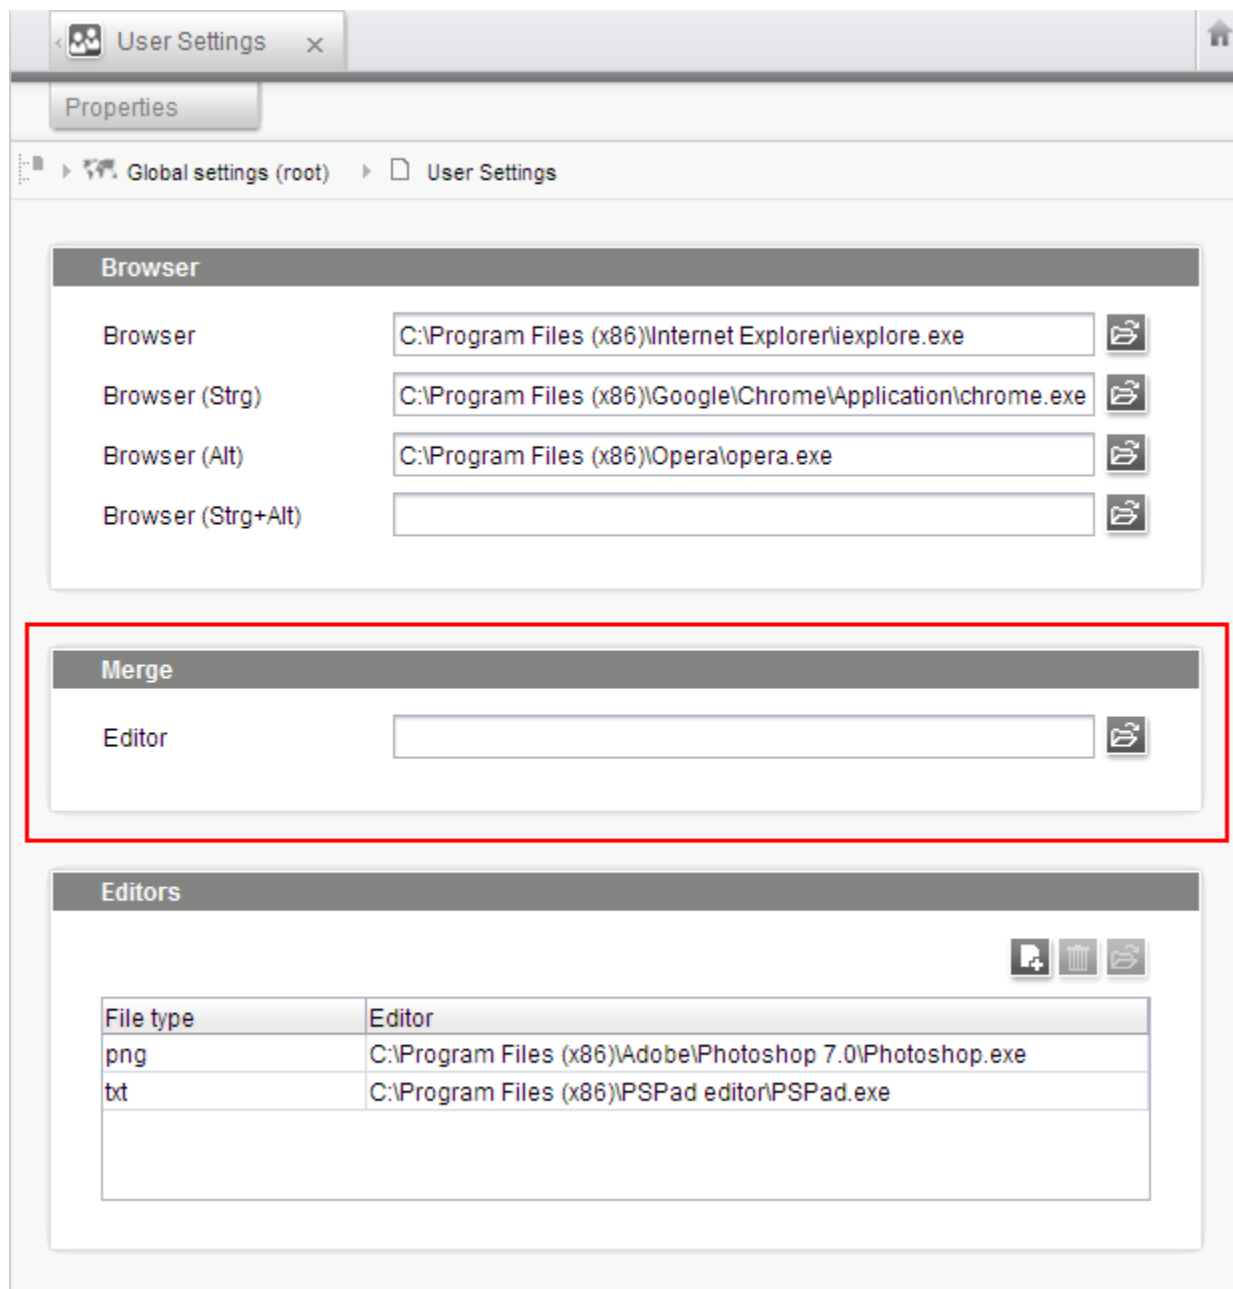 User Settings
Properties
Global settings (root) User Settings
Browser
Browser C:\Program Files (x86)\Internet Explorer\iexplore.exe
Browser (Strg) C:\Program Files (x86)\Google\Chrome\Application\chrome.exe
Browser (Alt) C:\Program Files (x86)\Opera\opera.exe
Browser (Strg+Alt)
Merge
Editor
Editors
File type Editor
png C:\Program Files (x86)\Adobe\Photoshop 7.0\Photoshop.exe
txt C:\Program Files (x86)\PSPad editor\PSPad.exe